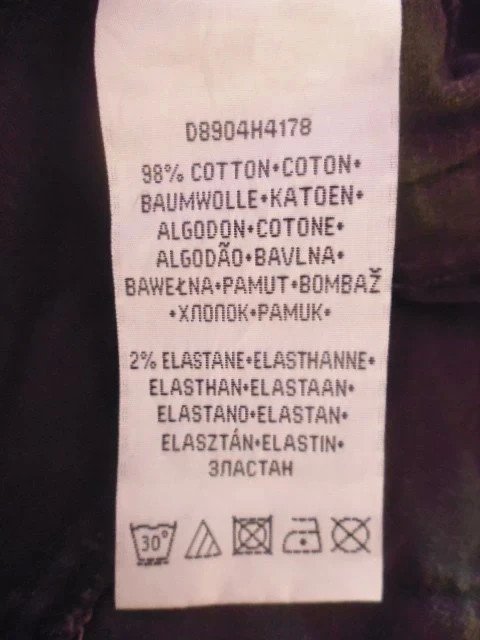 D8904H4178
98% COTTON•COTON•
BAUMWOLLE•KATOEN•
ALGODON•COTONE•
ALGODÃO•BAVLNA•
BAWEŁNA•PAMUT•BOMBAŽ
•ХЛОПОК•PAMUK•
2% ELASTANE•ELASTHANNE•
ELASTHAN•ELASTAAN•
ELASTANO•ELASTAN•
ELASZTÁN•ELASTIN•
ЭЛАСТАН
30°